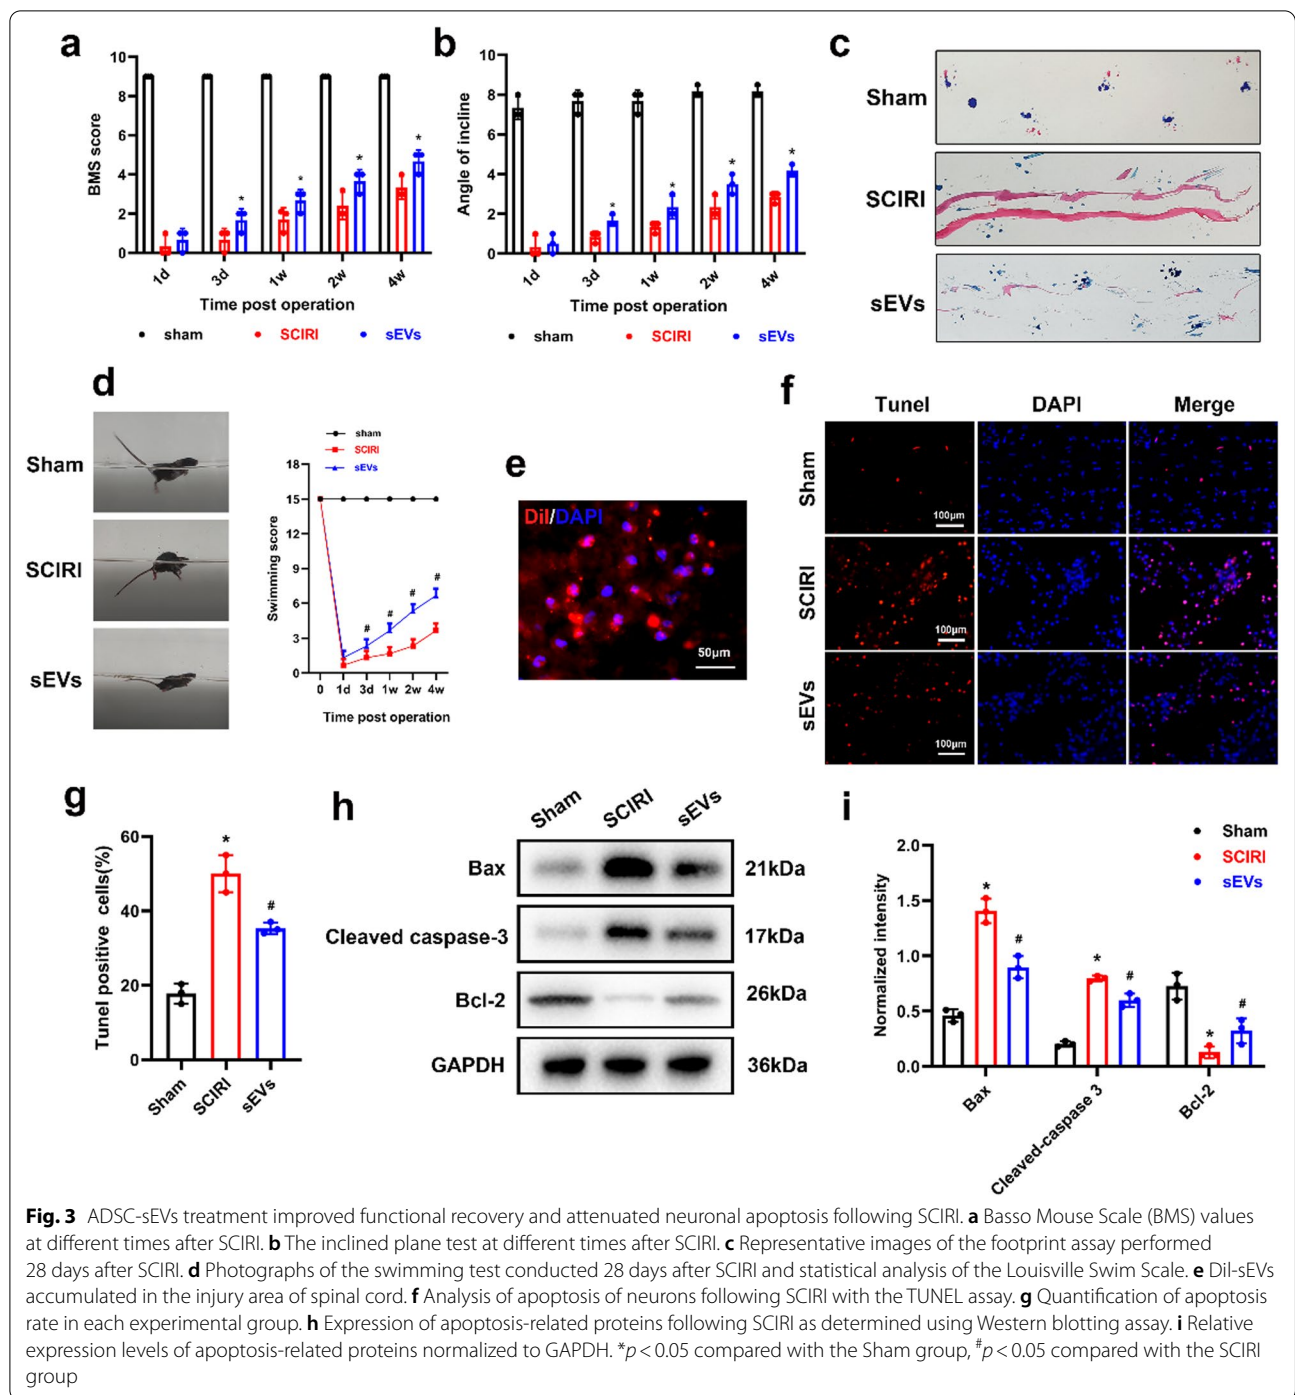 a
10
8
6
4
2
0
BMS score
*
*
*
*
1d
3d
1w
2w
4w
Time post operation
sham
SCIRI
sEVs
b
10
8
6
4
2
0
Angle of incline
*
*
*
*
1d
3d
1w
2w
4w
Time post operation
sham
SCIRI
sEVs
c
Sham
SCIRI
sEVs
d
Sham
SCIRI
sEVs
sham
SCIRI
sEVs
18
15
12
9
6
3
0
Swimming score
#
#
#
#
0 1d 3d 1w 2w 4w
Time post operation
e
Dil/DAPI
50μm
f
Tunel DAPI Merge
Sham
100μm
SCIRI
100μm
sEVs
100μm
g
60
40
20
0
Tunel positive cells(%)
*
#
Sham
SCIRI
sEVs
h
Sham SCIRI sEVs
Bax 21kDa
Cleaved caspase-3 17kDa
Bcl-2 26kDa
GAPDH 36kDa
i
Sham
SCIRI
sEVs
2.0
1.5
1.0
0.5
0.0
Normalized intensity
*
#
*
#
*
#
Bax
Cleaved-caspase 3
Bcl-2
Fig. 3 ADSC-sEVs treatment improved functional recovery and attenuated neuronal apoptosis following SCIRI. a Basso Mouse Scale (BMS) values
at different times after SCIRI. b The inclined plane test at different times after SCIRI. c Representative images of the footprint assay performed
28 days after SCIRI. d Photographs of the swimming test conducted 28 days after SCIRI and statistical analysis of the Louisville Swim Scale. e Dil-sEVs
accumulated in the injury area of spinal cord. f Analysis of apoptosis of neurons following SCIRI with the TUNEL assay. g Quantification of apoptosis
rate in each experimental group. h Expression of apoptosis-related proteins following SCIRI as determined using Western blotting assay. i Relative
expression levels of apoptosis-related proteins normalized to GAPDH. *p < 0.05 compared with the Sham group, #p < 0.05 compared with the SCIRI
group